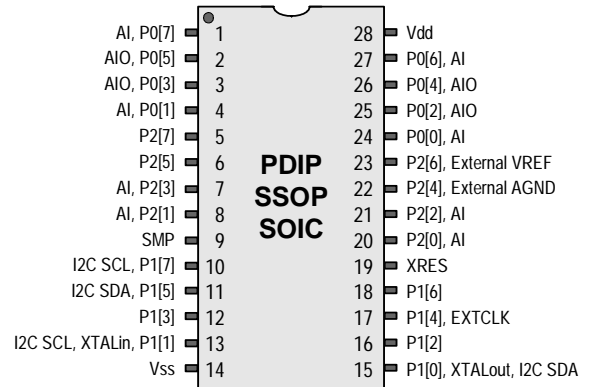 AI, P0[7] 1 28 Vdd
AIO, P0[5] 2 27 P0[6], AI
AIO, P0[3] 3 26 P0[4], AIO
AI, P0[1] 4 25 P0[2], AIO
P2[7] 5 24 P0[0], AI
P2[5] 6 PDIP 23 P2[6], External VREF
AI, P2[3] 7 SSOP 22 P2[4], External AGND
AI, P2[1] 8 SOIC 21 P2[2], AI
SMP 9 20 P2[0], AI
I2C SCL, P1[7] 10 19 XRES
I2C SDA, P1[5] 11 18 P1[6]
P1[3] 12 17 P1[4], EXTCLK
I2C SCL, XTALin, P1[1] 13 16 P1[2]
Vss 14 15 P1[0], XTALout, I2C SDA